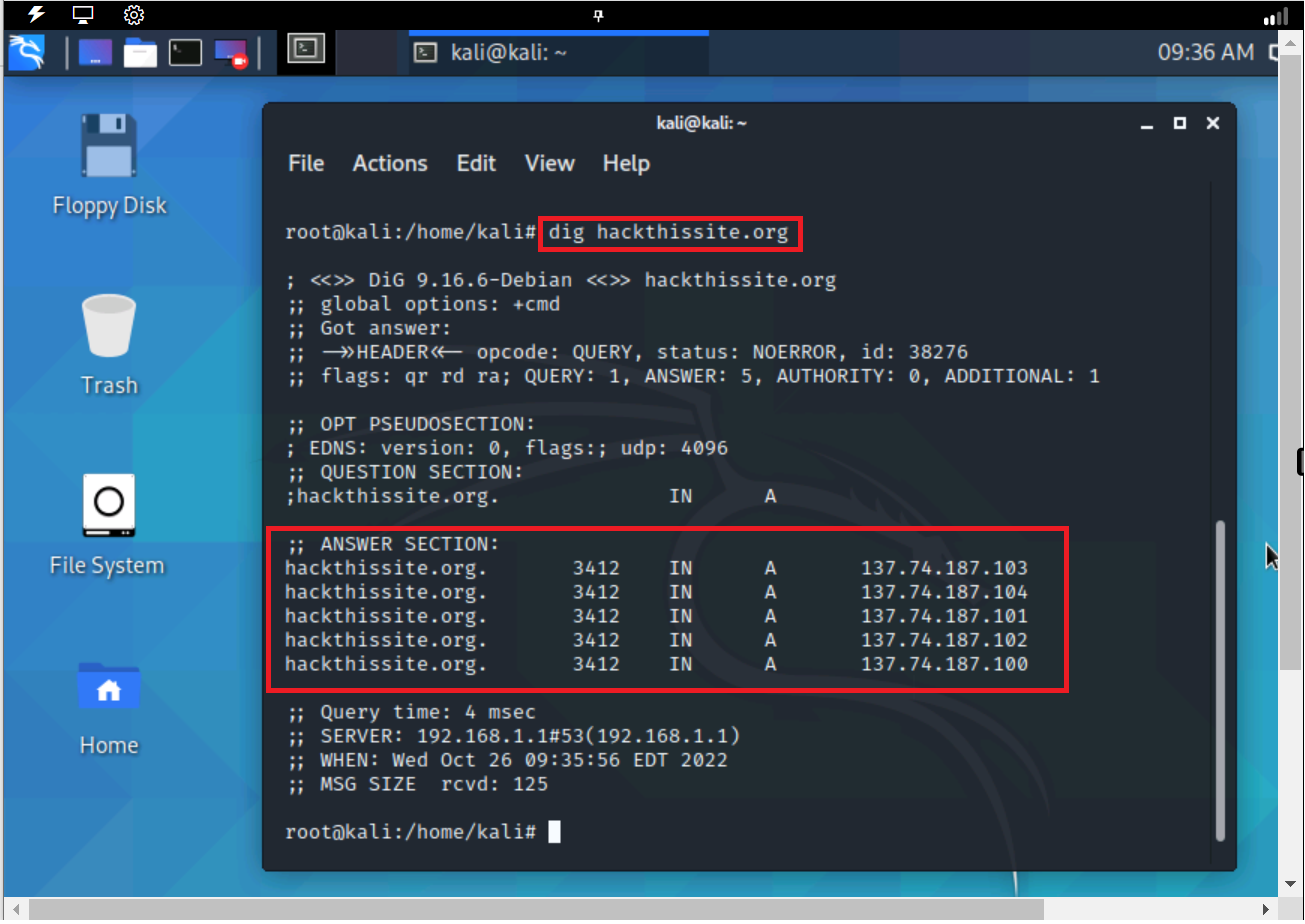 kali@kali: ~
09:36 AM
Floppy Disk
Trash
File System
Home
kali@kali: ~
File Actions Edit View Help
root@kali:/home/kali# dig hackthissite.org
; <<>> DiG 9.16.6-Debian <<>> hackthissite.org
;; global options: +cmd
;; Got answer:
;; ->>HEADER<<- opcode: QUERY, status: NOERROR, id: 38276
;; flags: qr rd ra; QUERY: 1, ANSWER: 5, AUTHORITY: 0, ADDITIONAL: 1
;; OPT PSEUDOSECTION:
; EDNS: version: 0, flags:; udp: 4096
;; QUESTION SECTION:
;hackthissite.org. IN A
;; ANSWER SECTION:
hackthissite.org. 3412 IN A 137.74.187.103
hackthissite.org. 3412 IN A 137.74.187.104
hackthissite.org. 3412 IN A 137.74.187.101
hackthissite.org. 3412 IN A 137.74.187.102
hackthissite.org. 3412 IN A 137.74.187.100
;; Query time: 4 msec
;; SERVER: 192.168.1.1#53(192.168.1.1)
;; WHEN: Wed Oct 26 09:35:56 EDT 2022
;; MSG SIZE rcvd: 125
root@kali:/home/kali#